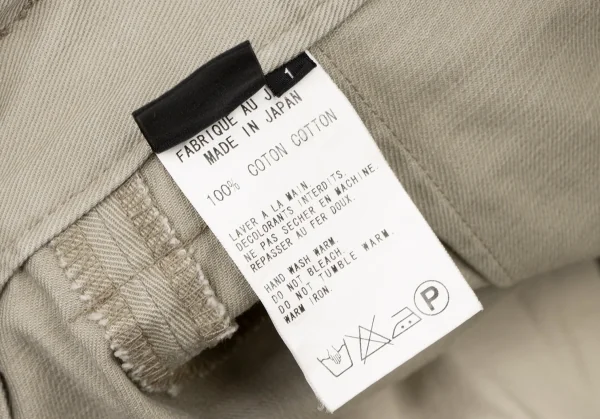 1
FABRIQUE AU
MADE IN JAPAN
100% COTON COTTON
LAVER A LA MAIN
DECOLORANTS INTERDITS.
NE PAS SECHER EN MACHINE.
REPASSER AU FER DOUX.
HAND WASH WARM.
DO NOT BLEACH.
DO NOT TUMBLE WARM.
WARM IRON.
P